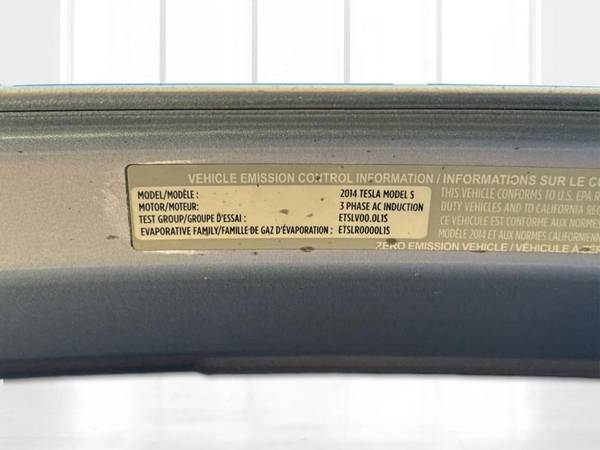 VEHICLE EMISSION CONTROL INFORMATION / INFORMATIONS SUR LE
MODEL/MODÈLE : 2014 TESLA MODEL S
MOTOR/MOTEUR: 3 PHASE AC INDUCTION
TEST GROUP/GROUPE D'ESSAI : ETSLV00.0L1S
EVAPORATIVE FAMILY/FAMILLE DE GAZ D'ÉVAPORATION : ETSLR0000L1S
THIS VEHICLE CONFORMS TO U.S. EPA
DUTY VEHICLES AND TO CALIFORNIA
CE VÉHICULE EST CONFORME AUX NORMES
MODÈLE 2014 ET AUX NORMES
ZERO EMISSION VEHICLE / VÉHICULE À